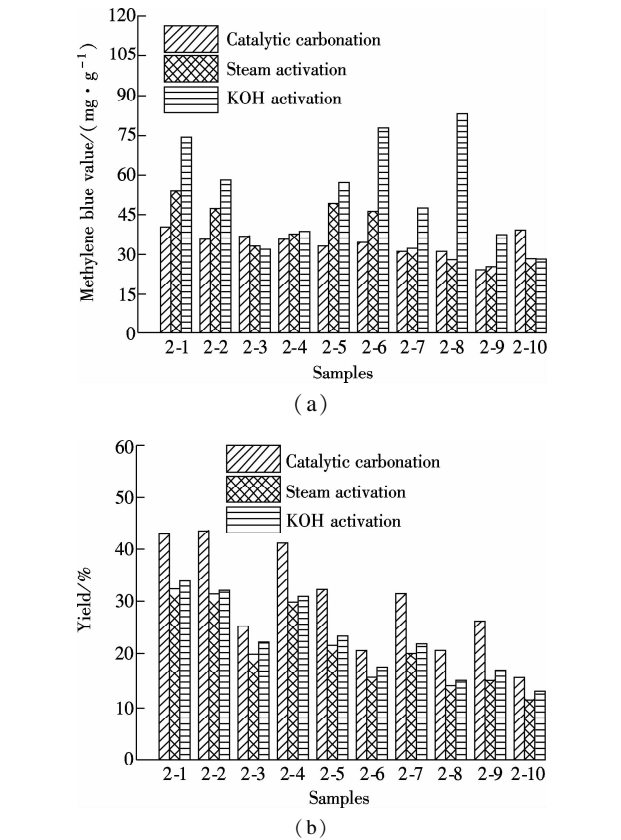 120
105
90
75
60
45
30
15
0
Methylene blue value/(mg·g⁻¹)
Catalytic carbonation
Steam activation
KOH activation
2-1 2-2 2-3 2-4 2-5 2-6 2-7 2-8 2-9 2-10
Samples
(a)
60
50
40
30
20
10
0
Yield/%
Catalytic carbonation
Steam activation
KOH activation
2-1 2-2 2-3 2-4 2-5 2-6 2-7 2-8 2-9 2-10
Samples
(b)